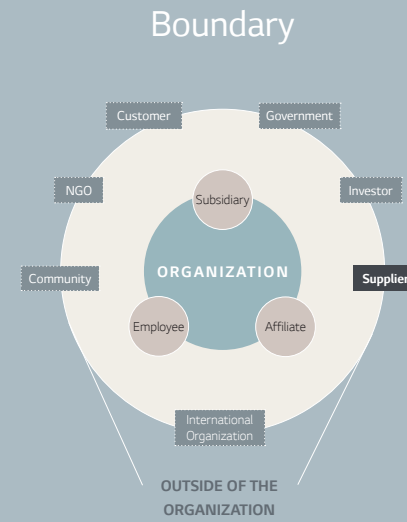 Boundary
Customer
Government
NGO
Subsidiary
Investor
Community
ORGANIZATION
Supplier
Employee
Affiliate
International
Organization
OUTSIDE OF THE
ORGANIZATION